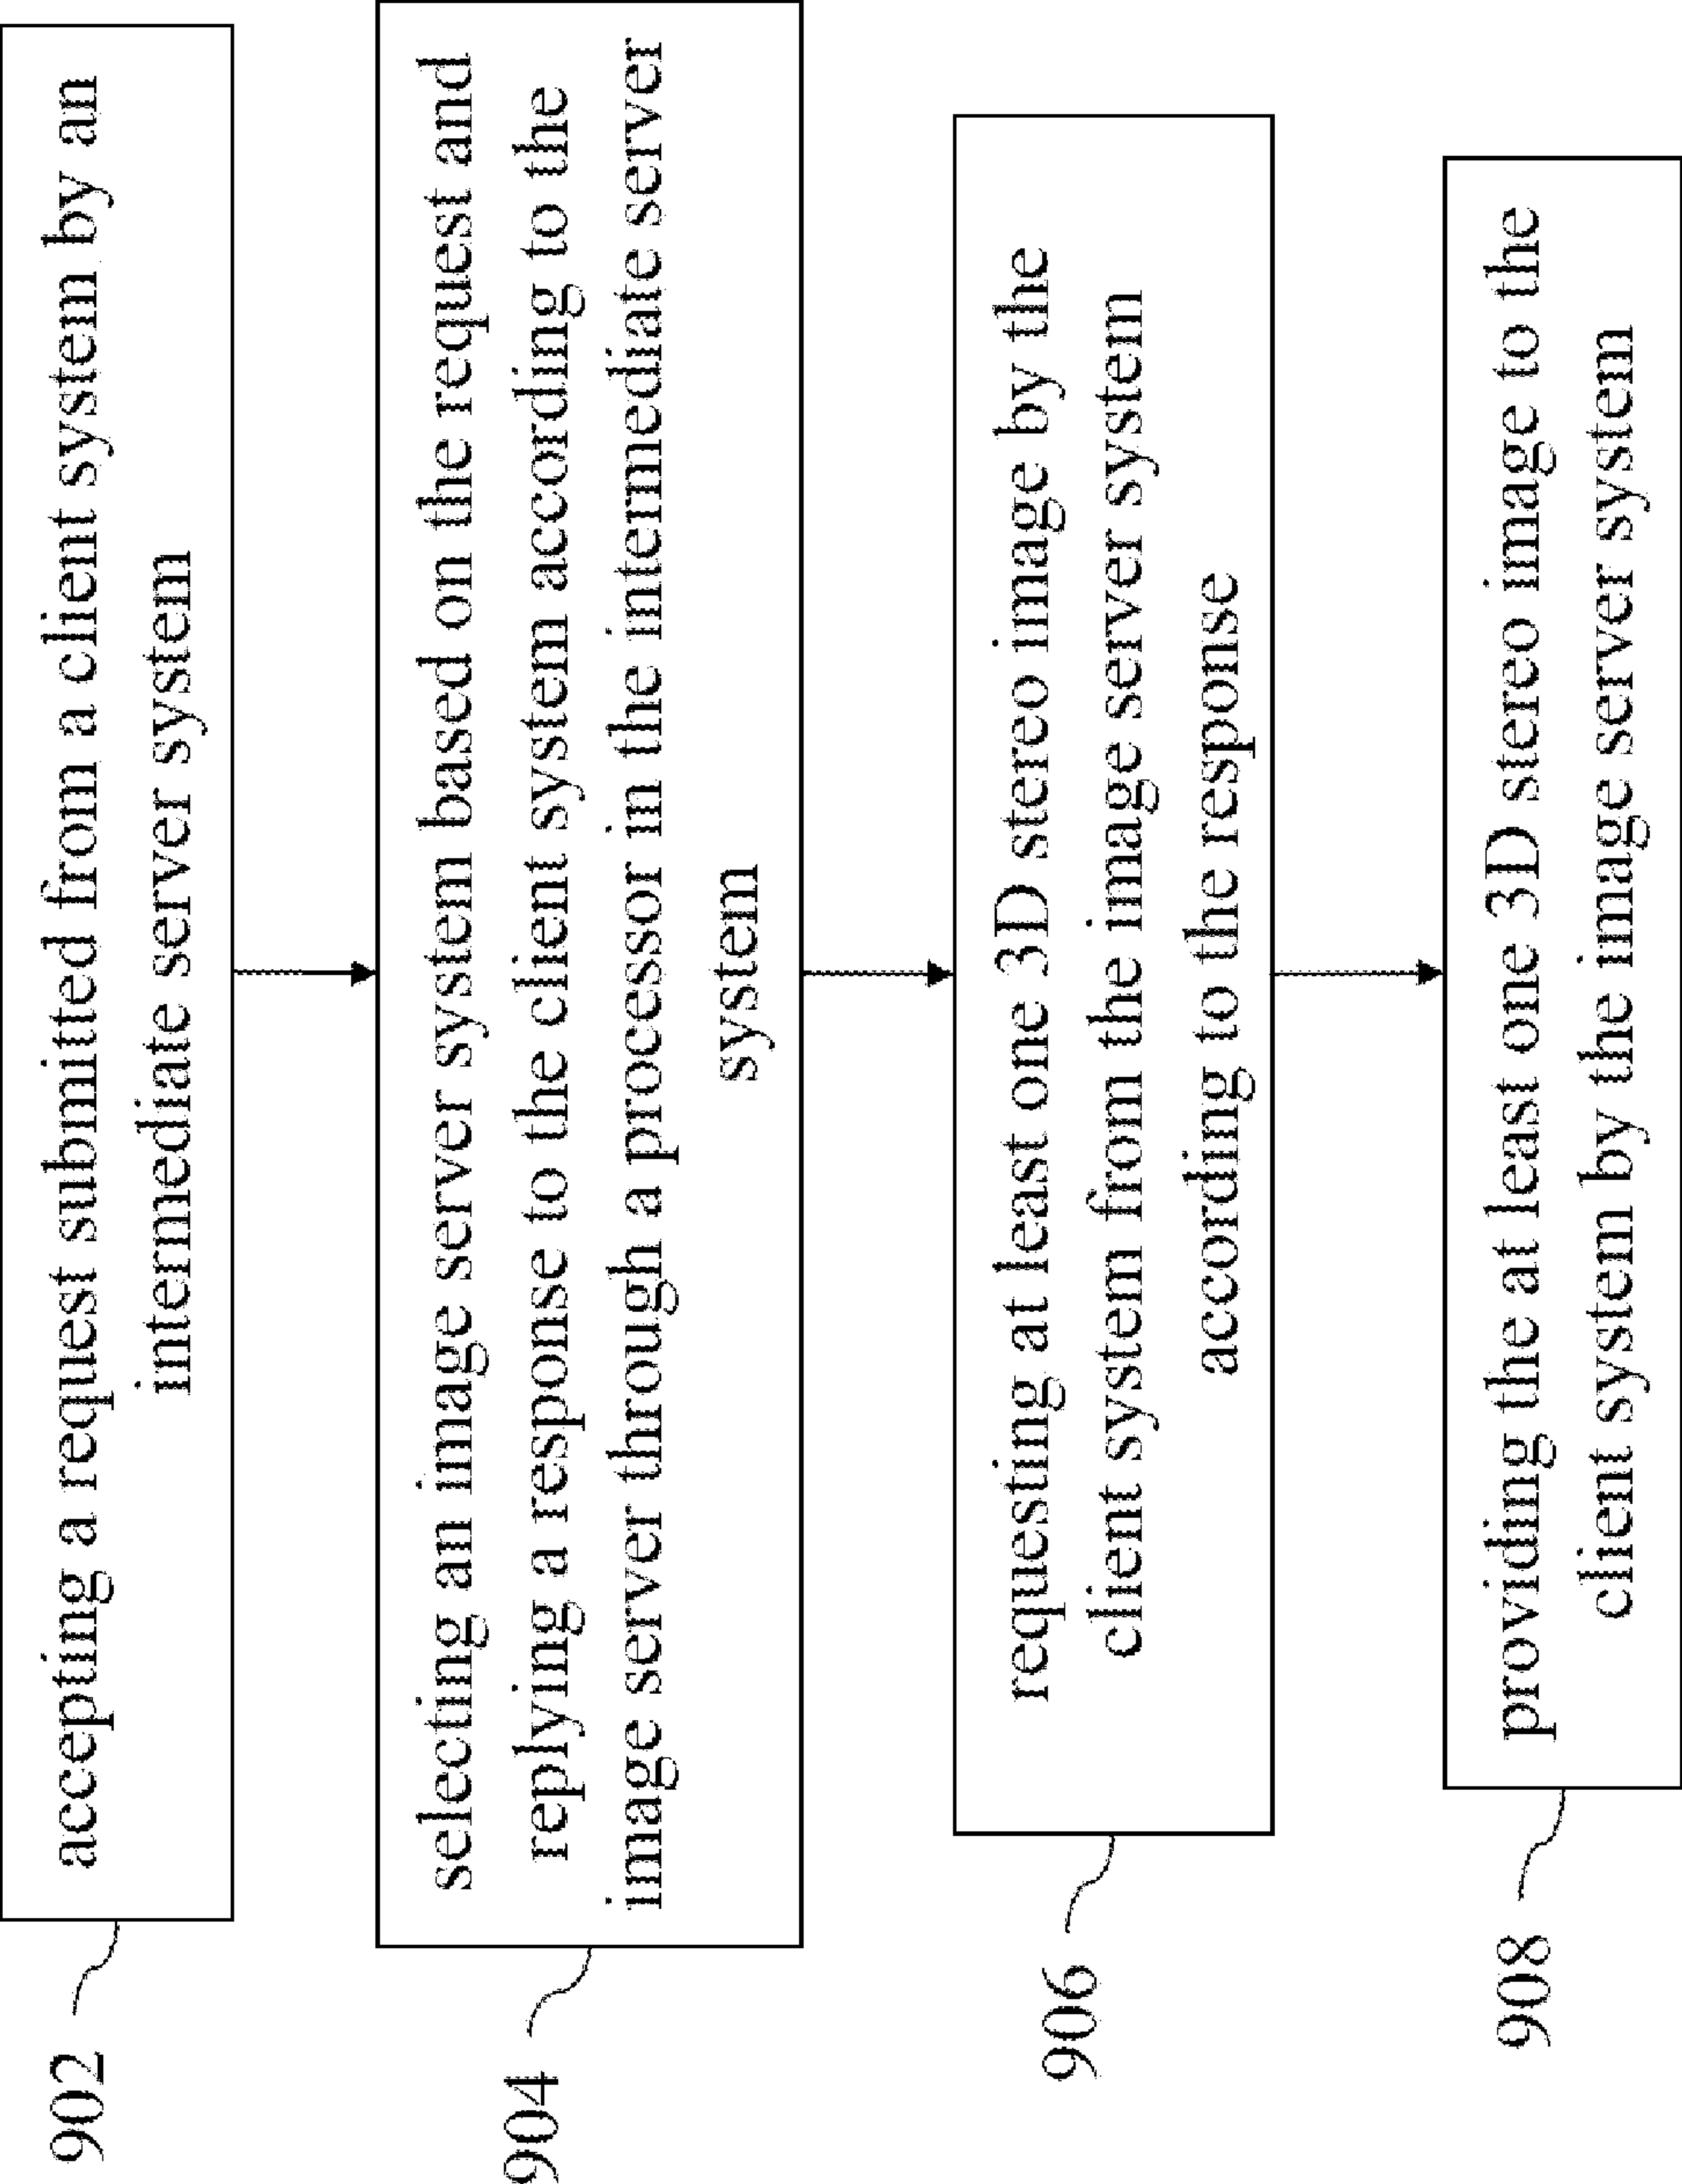 902
accepting a request submitted from a client system by an
intermediate server system
904
selecting an image server system based on the request and
replying a response to the client system according to the
image server through a processor in the intermediate server
system
906
requesting at least one 3D stereo image by the
client system from the image server system
according to the response
908
providing the at least one 3D stereo image to the
client system by the image server system